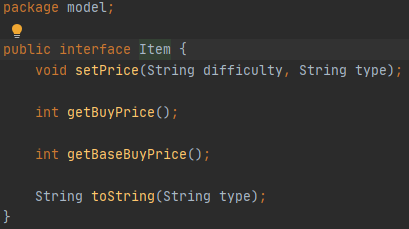 package model;
public interface Item {
void setPrice(String difficulty, String type);
int getBuyPrice();
int getBaseBuyPrice();
String toString(String type);
}